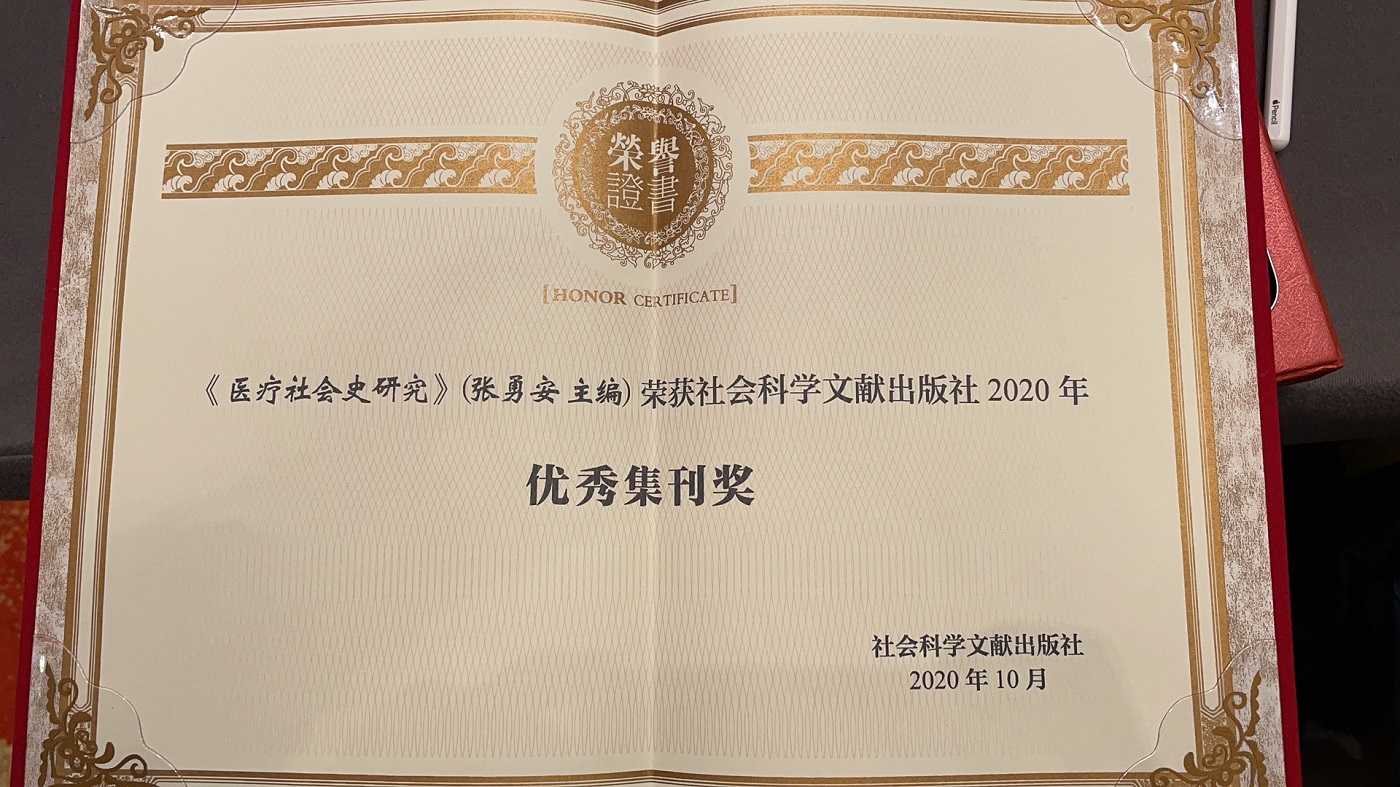 榮譽
證書
[HONOR CERTIFICATE]
《医疗社会史研究》(张勇安 主编) 荣获社会科学文献出版社 2020 年
优秀集刊奖
社会科学文献出版社
2020 年 10 月
Pencil